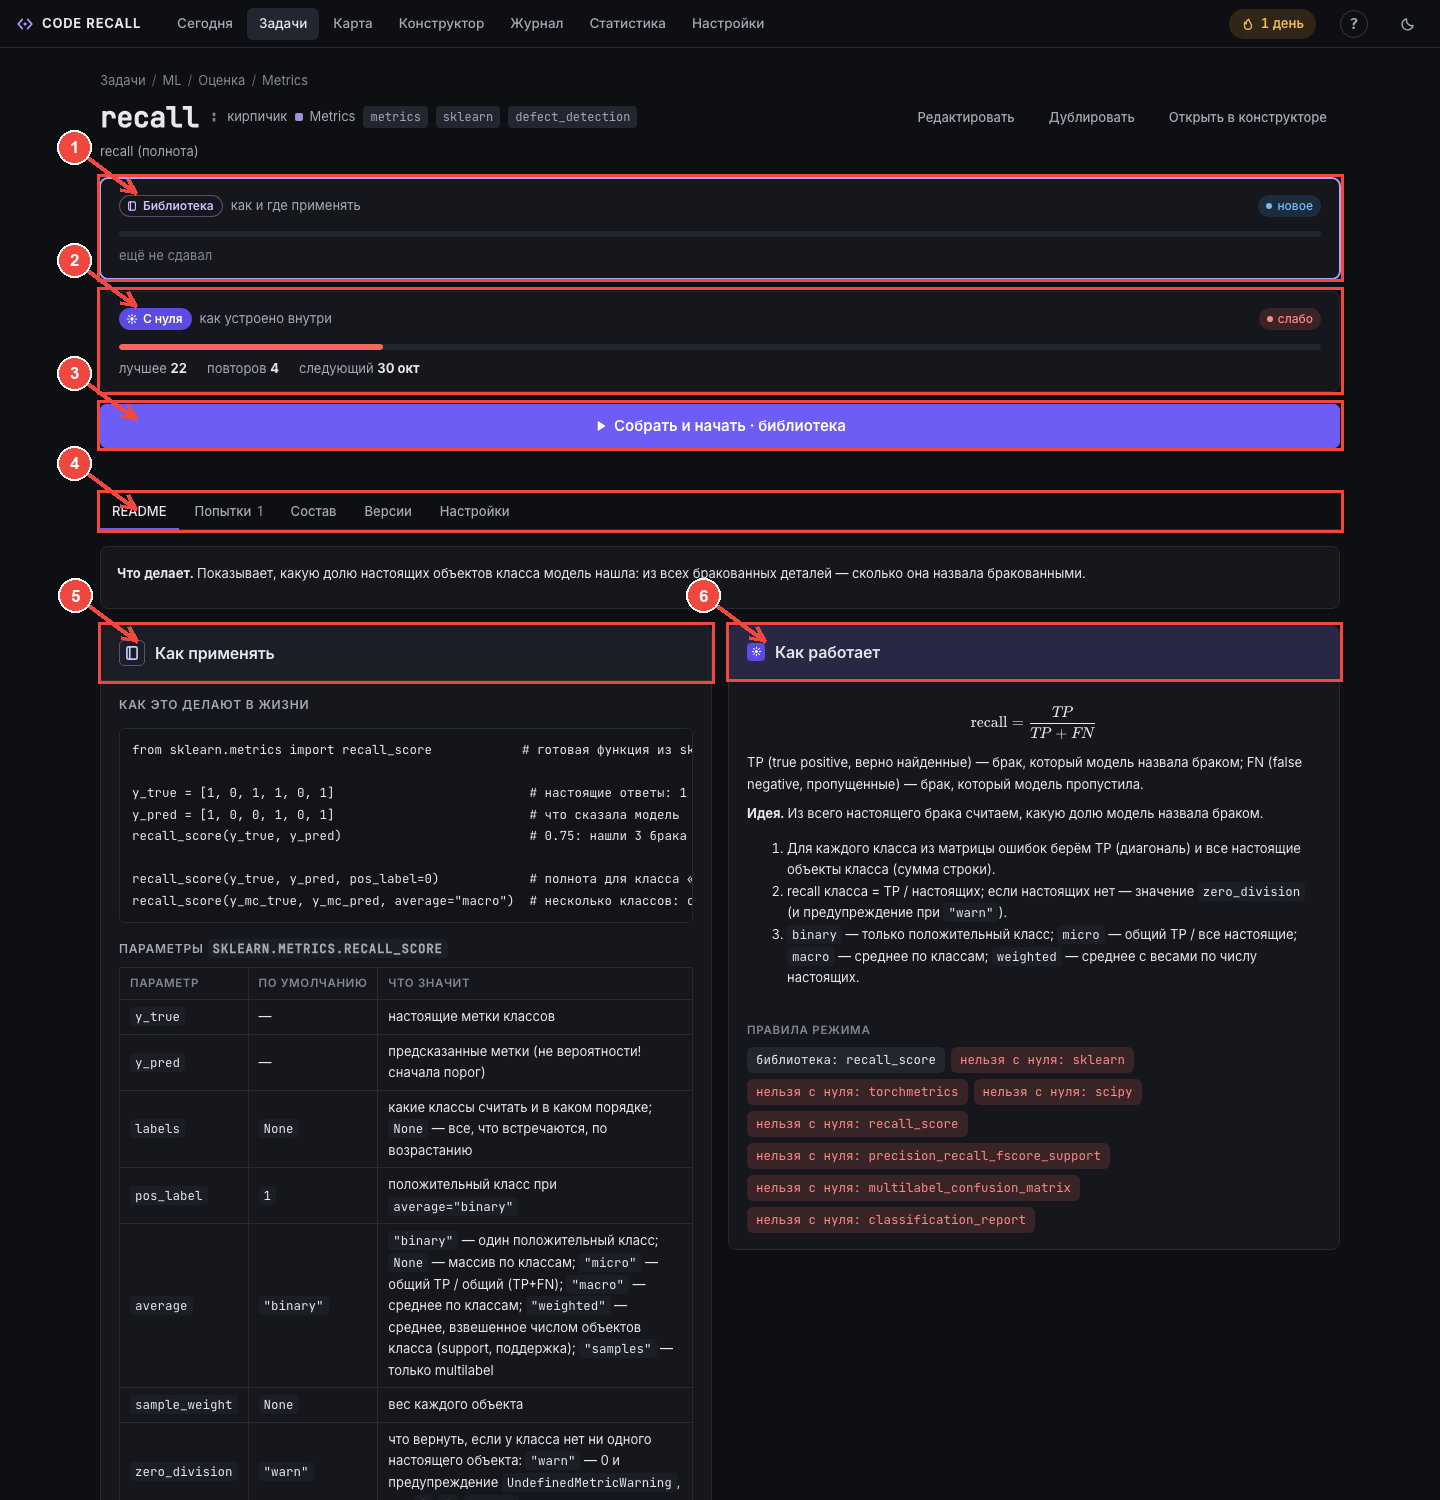 CODE RECALL Сегодня Задачи Карта Конструктор Журнал Статистика Настройки 1 день ?
Задачи / ML / Оценка / Metrics
recall кирпичик Metrics metrics sklearn defect_detection Редактировать Дублировать Открыть в конструкторе
1
recall (полнота)
Библиотека как и где применять новое
ещё не сдавал
2
С нуля как устроено внутри слабо
лучшее 22 повторов 4 следующий 30 окт
3
Собрать и начать · библиотека
4
README Попытки 1 Состав Версии Настройки
Что делает. Показывает, какую долю настоящих объектов класса модель нашла: из всех бракованных деталей — сколько она назвала бракованными.
5
Как применять
КАК ЭТО ДЕЛАЮТ В ЖИЗНИ
from sklearn.metrics import recall_score # готовая функция из sk
y_true = [1, 0, 1, 1, 0, 1] # настоящие ответы: 1
y_pred = [1, 0, 0, 1, 0, 1] # что сказала модель
recall_score(y_true, y_pred) # 0.75: нашли 3 брака
recall_score(y_true, y_pred, pos_label=0) # полнота для класса «
recall_score(y_mc_true, y_mc_pred, average="macro") # несколько классов: с
ПАРАМЕТРЫ SKLEARN.METRICS.RECALL_SCORE
ПАРАМЕТР ПО УМОЛЧАНИЮ ЧТО ЗНАЧИТ
y_true — настоящие метки классов
y_pred — предсказанные метки (не вероятности!
сначала порог)
labels None какие классы считать и в каком порядке;
None — все, что встречаются, по
возрастанию
pos_label 1 положительный класс при
average="binary"
average "binary" "binary" — один положительный класс;
None — массив по классам; "micro" —
общий TP / общий (TP+FN); "macro" —
среднее по классам; "weighted" —
среднее, взвешенное числом объектов
класса (support, поддержка); "samples" —
только multilabel
sample_weight None вес каждого объекта
zero_division "warn" что вернуть, если у класса нет ни одного
настоящего объекта: "warn" — 0 и
предупреждение UndefinedMetricWarning,
6
Как работает
recall = TP / TP + FN
TP (true positive, верно найденные) — брак, который модель назвала браком; FN (false
negative, пропущенные) — брак, который модель пропустила.
Идея. Из всего настоящего брака считаем, какую долю модель назвала браком.
1. Для каждого класса из матрицы ошибок берём TP (диагональ) и все настоящие
объекты класса (сумма строки).
2. recall класса = TP / настоящих; если настоящих нет — значение zero_division
(и предупреждение при "warn").
3. binary — только положительный класс; micro — общий TP / все настоящие;
macro — среднее по классам; weighted — среднее с весами по числу
настоящих.
ПРАВИЛА РЕЖИМА
библиотека: recall_score нельзя с нуля: sklearn
нельзя с нуля: torchmetrics нельзя с нуля: scipy
нельзя с нуля: recall_score
нельзя с нуля: precision_recall_fscore_support
нельзя с нуля: multilabel_confusion_matrix
нельзя с нуля: classification_report